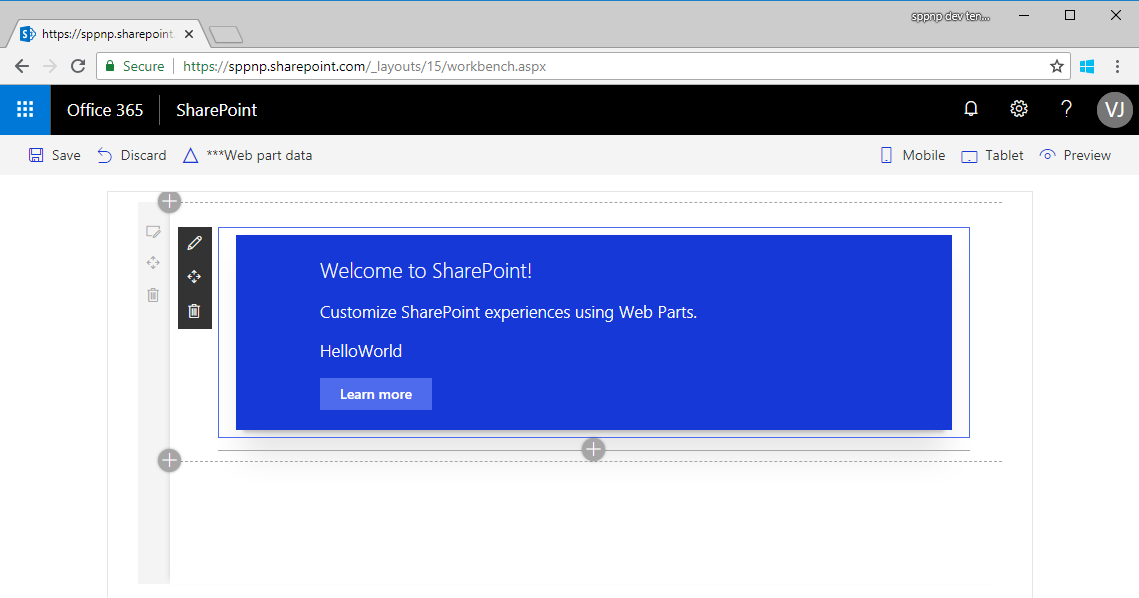 sppnp dev ten...
https://sppnp.sharepoint.
Secure https://sppnp.sharepoint.com/_layouts/15/workbench.aspx
Office 365 SharePoint VJ
Save Discard ***Web part data Mobile Tablet Preview
Welcome to SharePoint!
Customize SharePoint experiences using Web Parts.
HelloWorld
Learn more